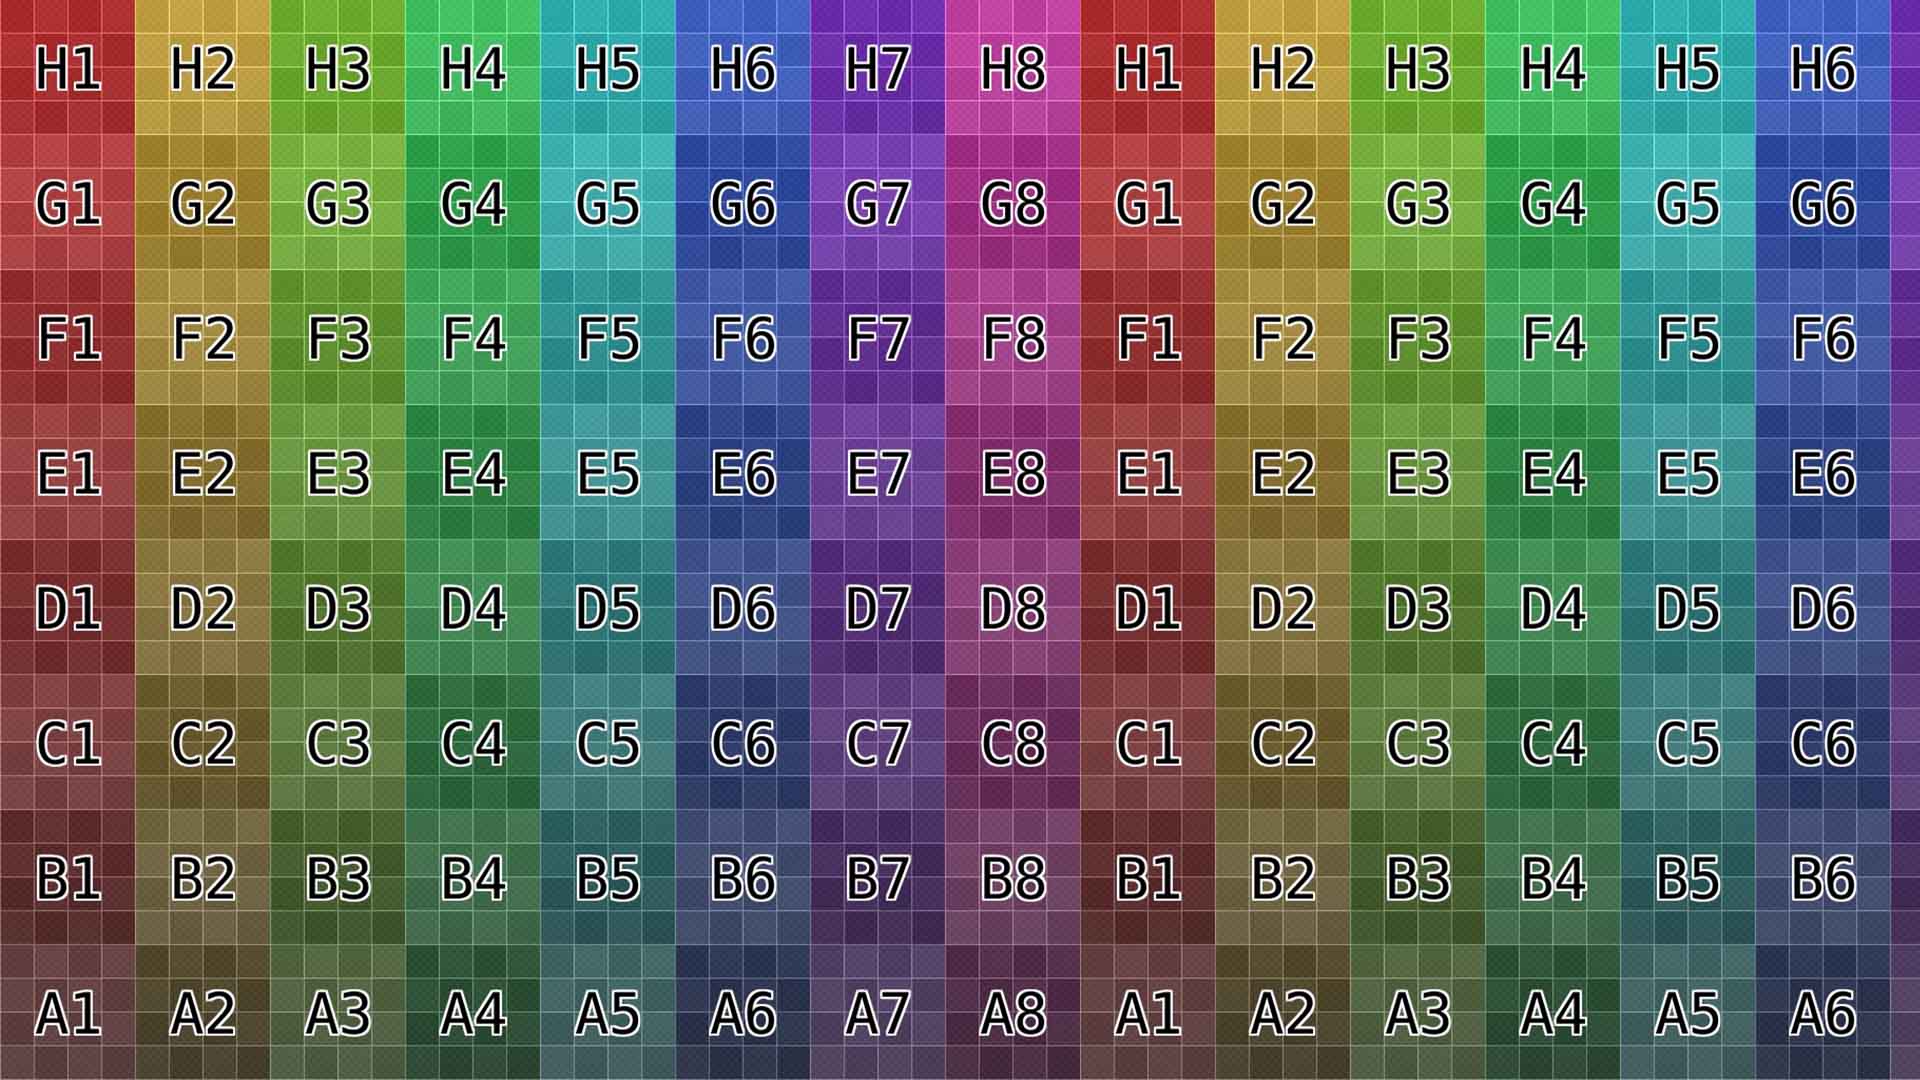 H1 H2 H3 H4 H5 H6 H7 H8 H1 H2 H3 H4 H5 H6
G1 G2 G3 G4 G5 G6 G7 G8 G1 G2 G3 G4 G5 G6
F1 F2 F3 F4 F5 F6 F7 F8 F1 F2 F3 F4 F5 F6
E1 E2 E3 E4 E5 E6 E7 E8 E1 E2 E3 E4 E5 E6
D1 D2 D3 D4 D5 D6 D7 D8 D1 D2 D3 D4 D5 D6
C1 C2 C3 C4 C5 C6 C7 C8 C1 C2 C3 C4 C5 C6
B1 B2 B3 B4 B5 B6 B7 B8 B1 B2 B3 B4 B5 B6
A1 A2 A3 A4 A5 A6 A7 A8 A1 A2 A3 A4 A5 A6